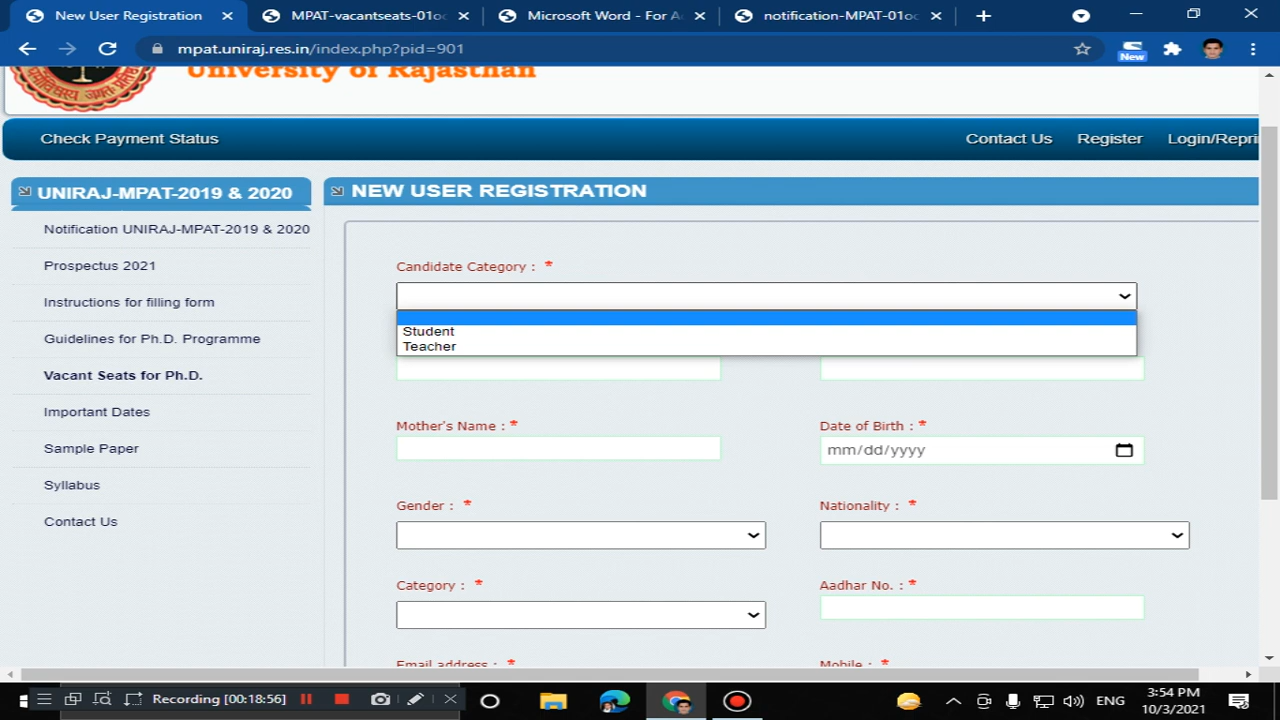 New User Registration
MPAT-vacantseats-01oc
Microsoft Word - For A
notification-MPAT-01oc
mpat.uniraj.res.in/index.php?pid=901
New
University of Rajasthan
Check Payment Status
Contact Us
Register
Login/Repri
UNIRAJ-MPAT-2019 & 2020
Notification UNIRAJ-MPAT-2019 & 2020
Prospectus 2021
Instructions for filling form
Guidelines for Ph.D. Programme
Vacant Seats for Ph.D.
Important Dates
Sample Paper
Syllabus
Contact Us
NEW USER REGISTRATION
Candidate Category : *
Student
Teacher
Mother's Name : *
Date of Birth : *
mm/dd/yyyy
Gender : *
Nationality : *
Category : *
Aadhar No. : *
Email address : *
Mobile : *
Recording [00:18:56]
ENG
3:54 PM
10/3/2021